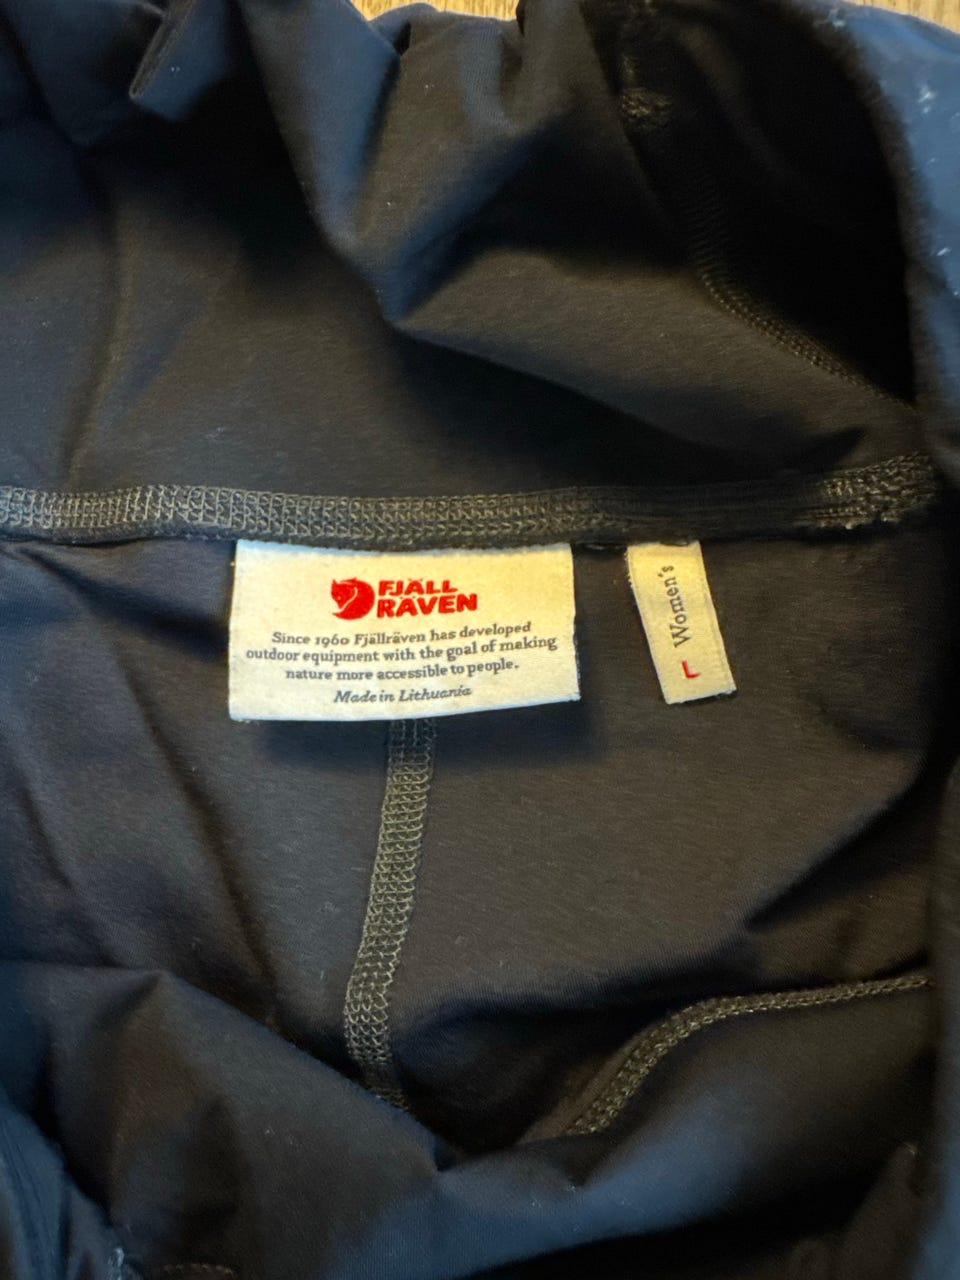 FJÄLL
RÄVEN
Since 1960 Fjällräven has developed
outdoor equipment with the goal of making
nature more accessible to people.
Made in Lithuania
Women's
L